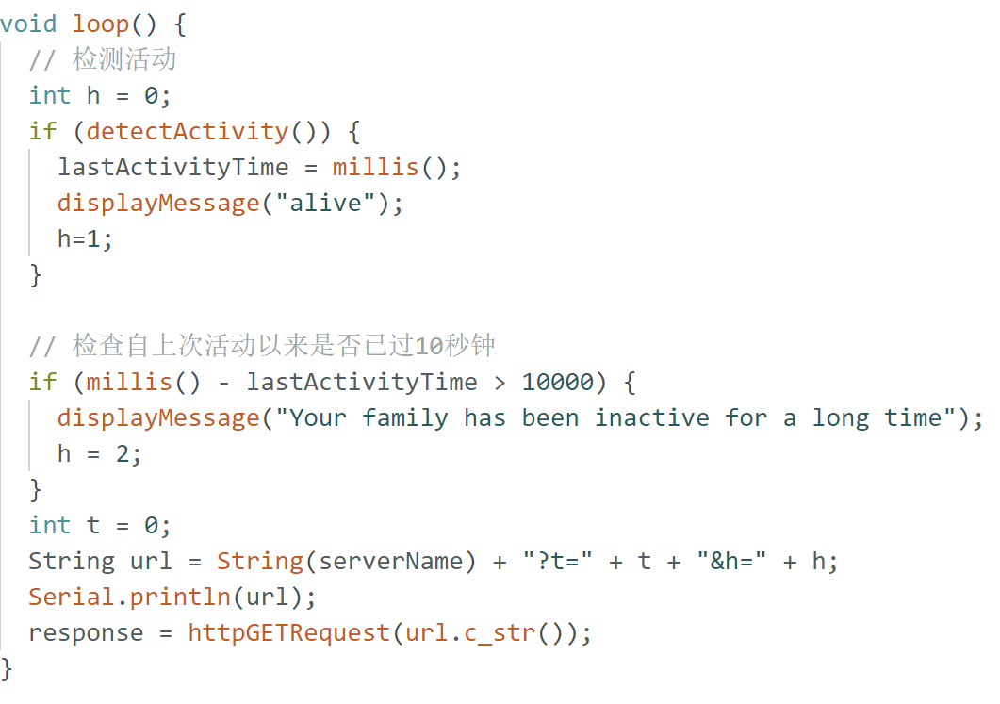 void loop() {
  // 检测活动
  int h = 0;
  if (detectActivity()) {
    lastActivityTime = millis();
    displayMessage("alive");
    h=1;
  }

  // 检查自上次活动以来是否已过10秒钟
  if (millis() - lastActivityTime > 10000) {
    displayMessage("Your family has been inactive for a long time");
    h = 2;
  }
  int t = 0;
  String url = String(serverName) + "?t=" + t + "&h=" + h;
  Serial.println(url);
  response = httpGETRequest(url.c_str());
}